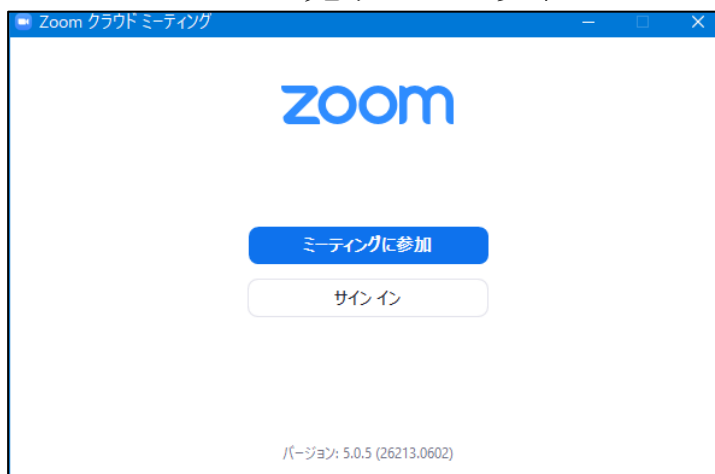 Zoom クラウド ミーティング
zoom
ミーティングに参加
サイン イン
バージョン: 5.0.5 (26213.0602)